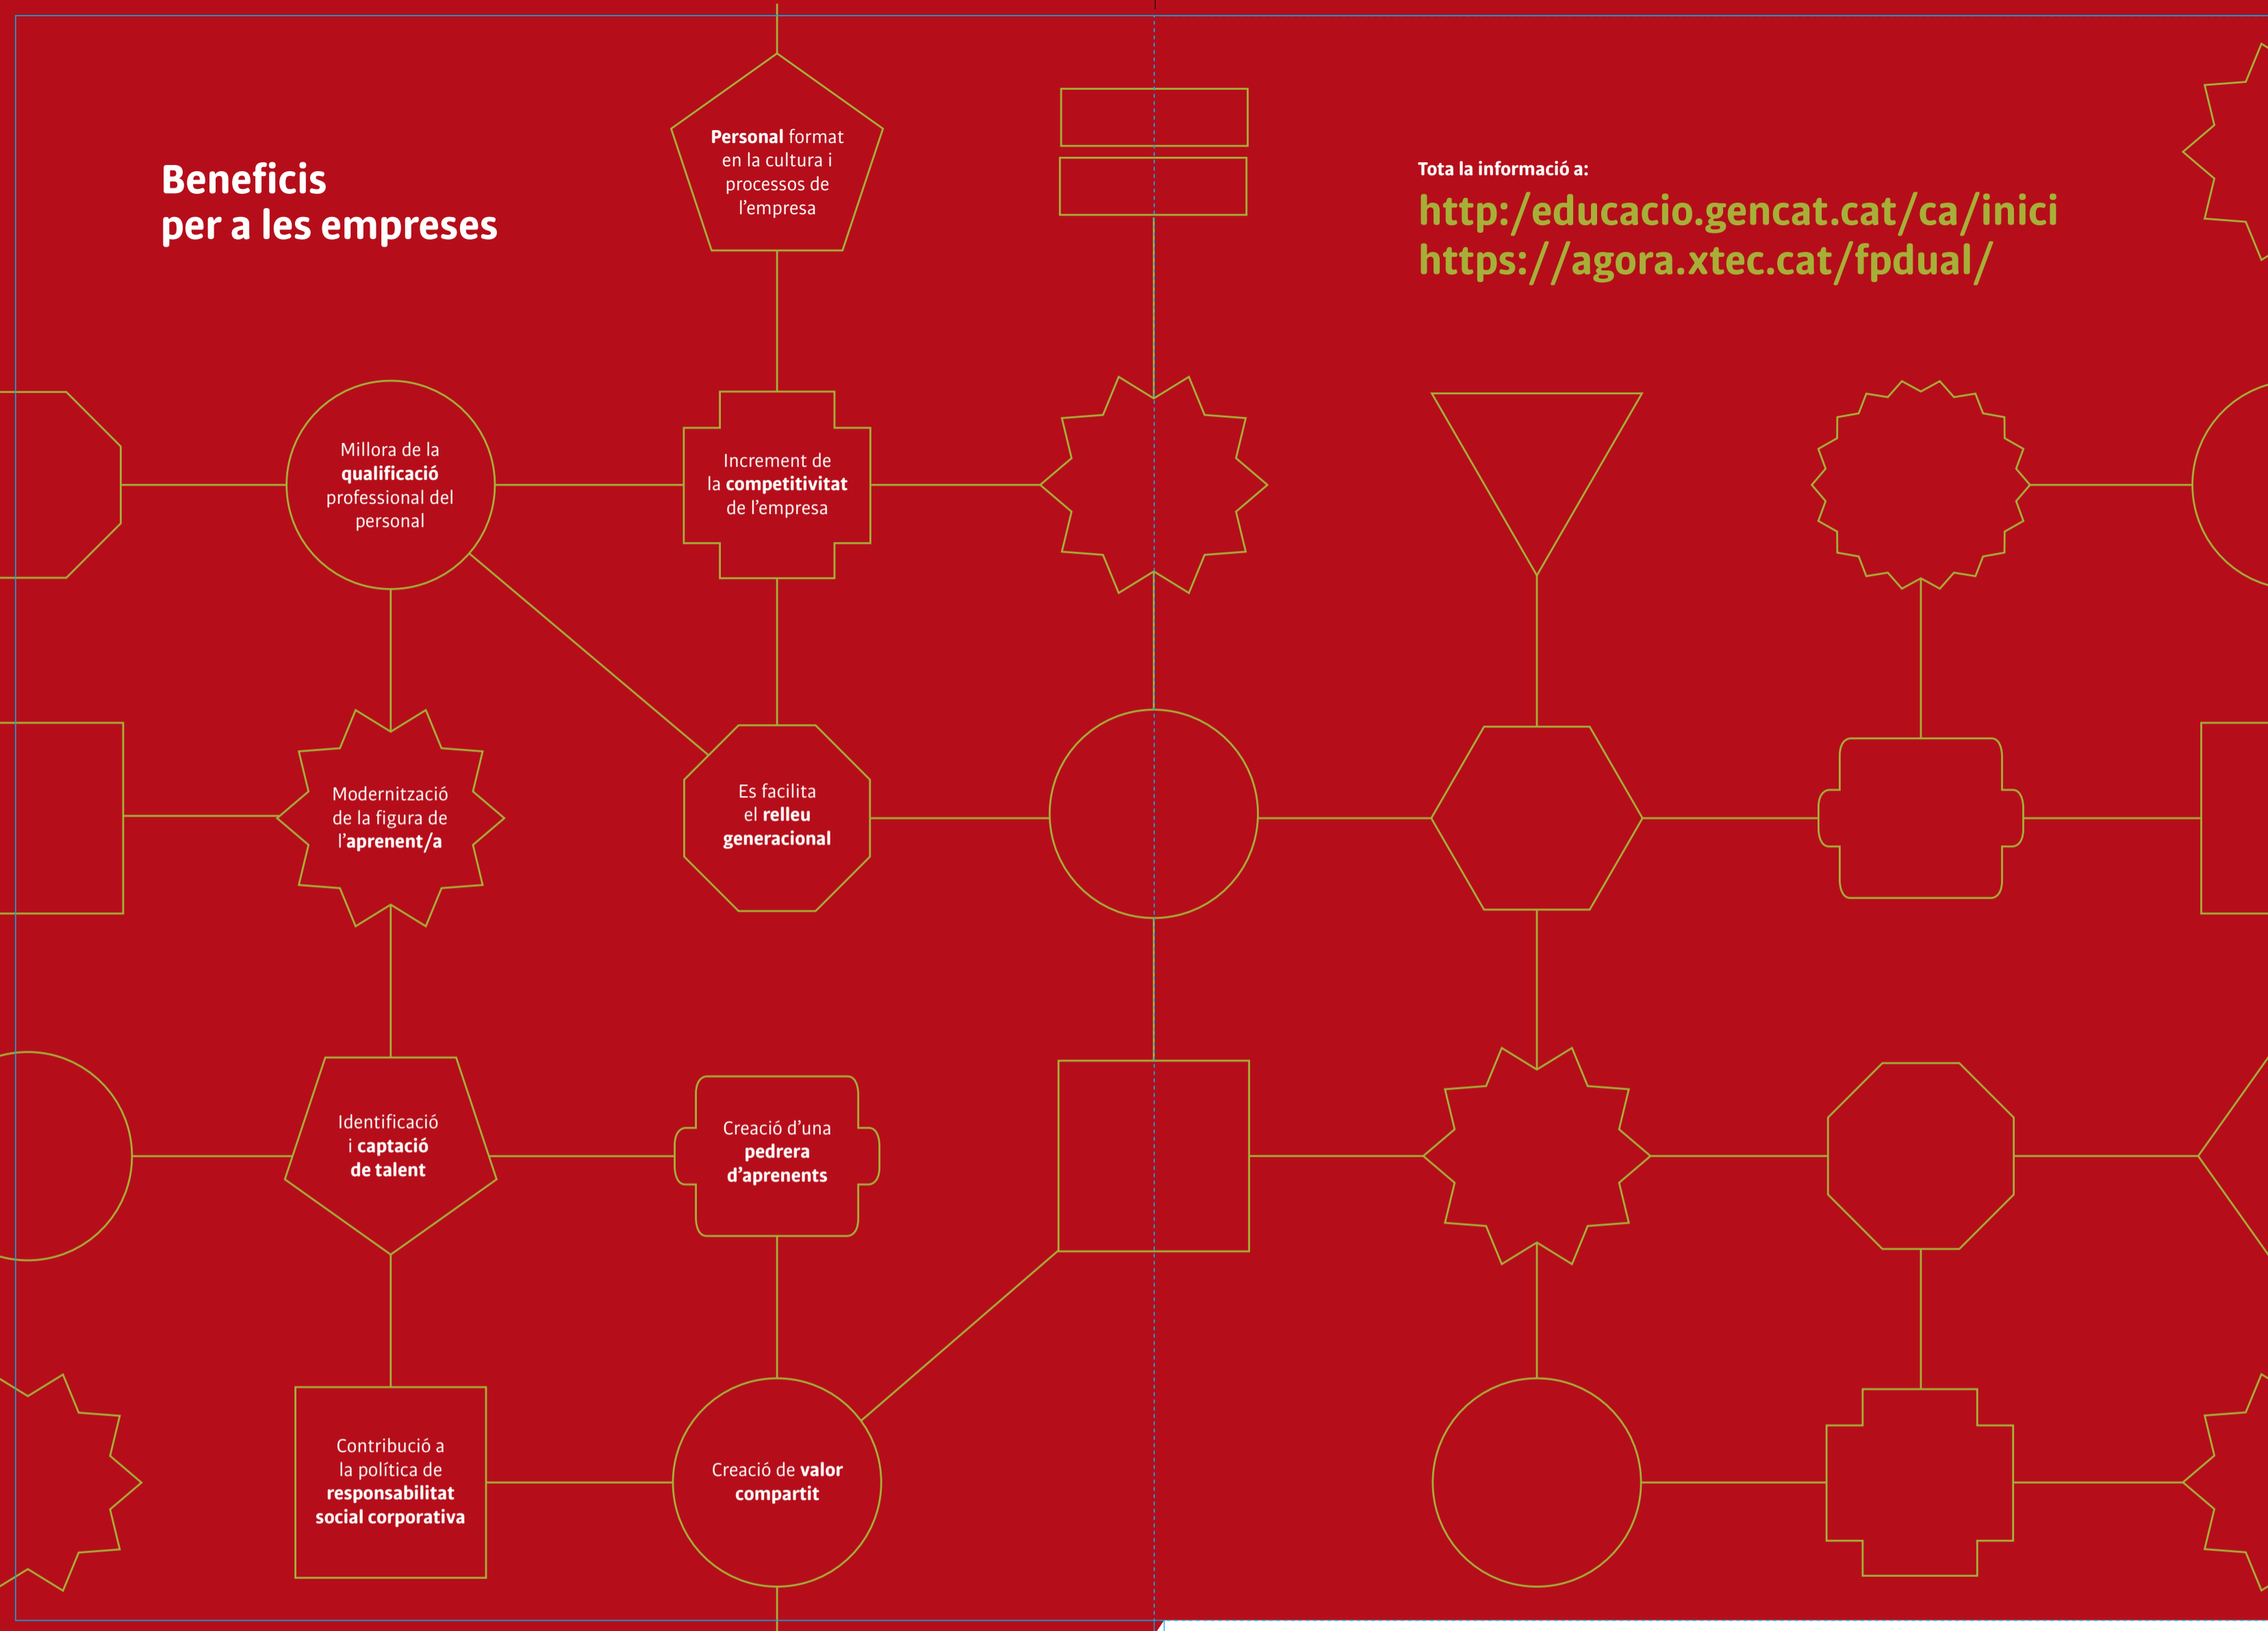 Beneficis
per a les empreses
Personal format
en la cultura i
processos de
l'empresa
Tota la informació a:
http:/educacio.gencat.cat/ca/inici
https://agora.xtec.cat/fpdual/
Millora de la
qualificació
professional del
personal
Increment de
la competitivitat
de l'empresa
Modernització
de la figura de
l'aprenent/a
Es facilita
el relleu
generacional
Identificació
i captació
de talent
Creació d'una
pedrera
d'aprenents
Contribució a
la política de
responsabilitat
social corporativa
Creació de valor
compartit